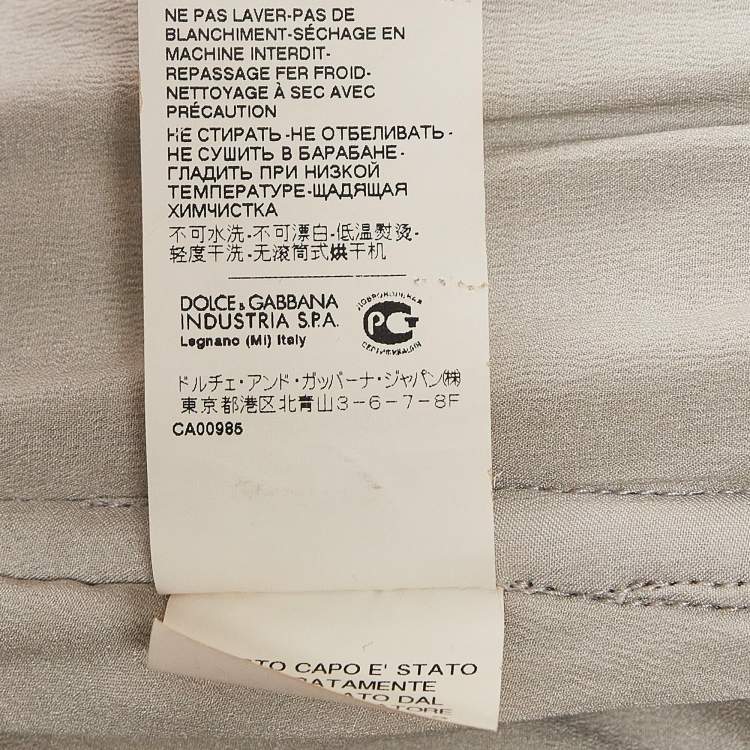 NE PAS LAVER-PAS DE
BLANCHIMENT-SÉCHAGE EN
MACHINE INTERDIT-
REPASSAGE FER FROID-
NETTOYAGE À SEC AVEC
PRÉCAUTION
НЕ СТИРАТЬ-НЕ ОТБЕЛИВАТЬ-
НЕ СУШИТЬ В БАРАБАНЕ-
ГЛАДИТЬ ПРИ НИЗКОЙ
ТЕМПЕРАТУРЕ-ЩАДЯЩАЯ
ХИМЧИСТКА
不可水洗-不可漂白-低温熨烫-
轻度干洗-无滚筒式烘干机
DOLCE & GABBANA
INDUSTRIA S.P.A.
Legnano (MI) Italy
РСТ
ドルチェ・アンド・ガッバーナ・ジャパン㈱
東京都港区北青山3-6-7-8F
CA00985
CAPO E' STATO
DAL